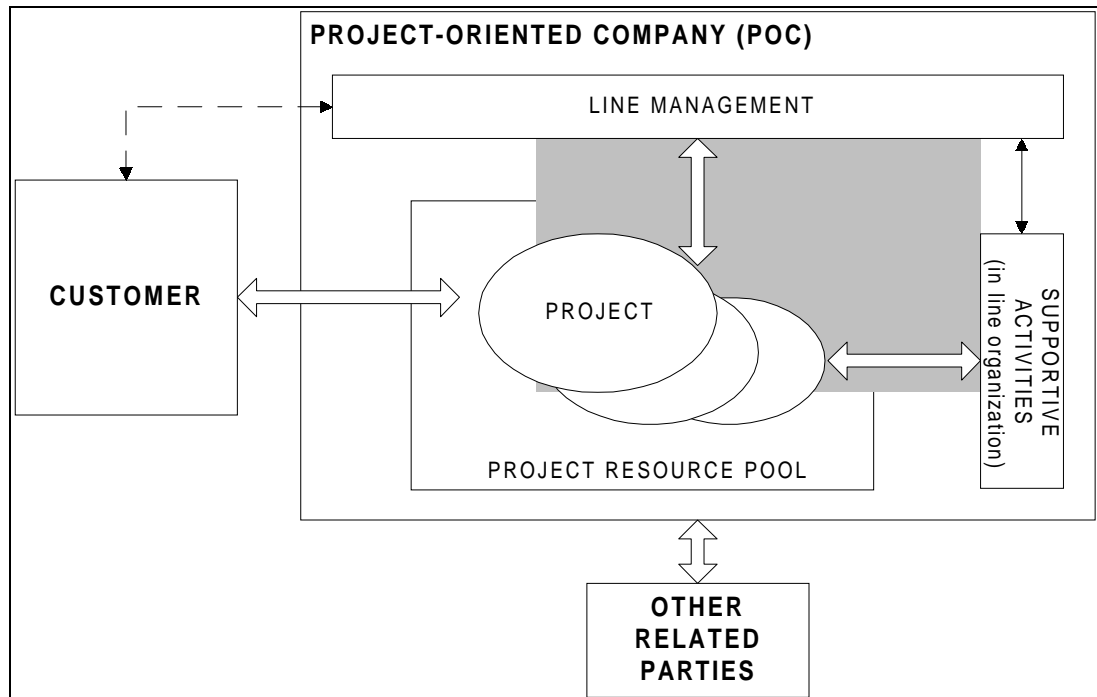 PROJECT-ORIENTED COMPANY (POC)
LINE MANAGEMENT
CUSTOMER
PROJECT
SUPPORTIVE
ACTIVITIES
(in line organization)
PROJECT RESOURCE POOL
OTHER
RELATED
PARTIES